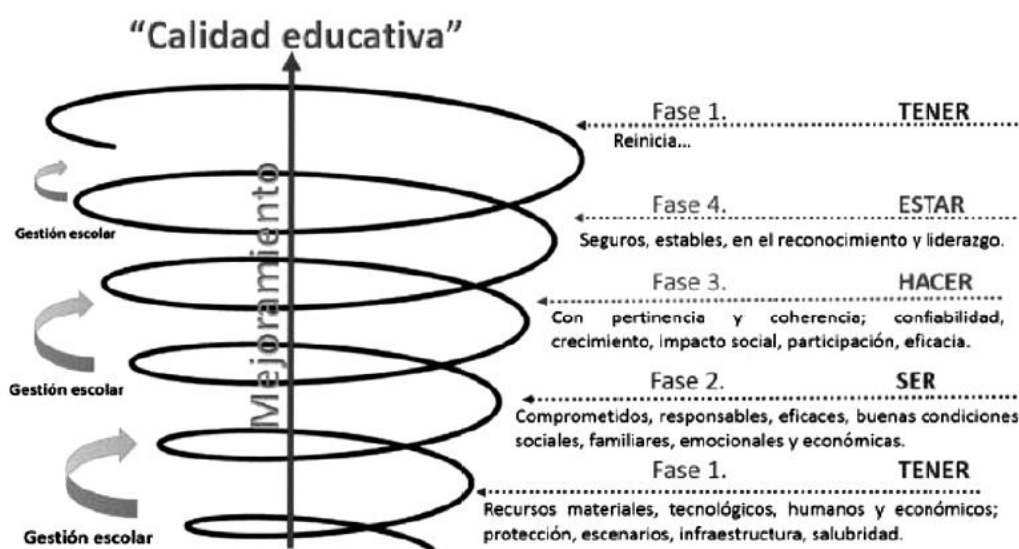 “Calidad educativa”
Fase 1. TENER
Reinicia...
Gestión escolar
Fase 4. ESTAR
Seguros, estables, en el reconocimiento y liderazgo.
Mejoramiento
Fase 3. HACER
Con pertinencia y coherencia; confiabilidad,
crecimiento, impacto social, participación, eficacia.
Gestión escolar
Fase 2. SER
Comprometidos, responsables, eficaces, buenas condiciones
sociales, familiares, emocionales y económicas.
Fase 1. TENER
Recursos materiales, tecnológicos, humanos y económicos;
protección, escenarios, infraestructura, salubridad.
Gestión escolar